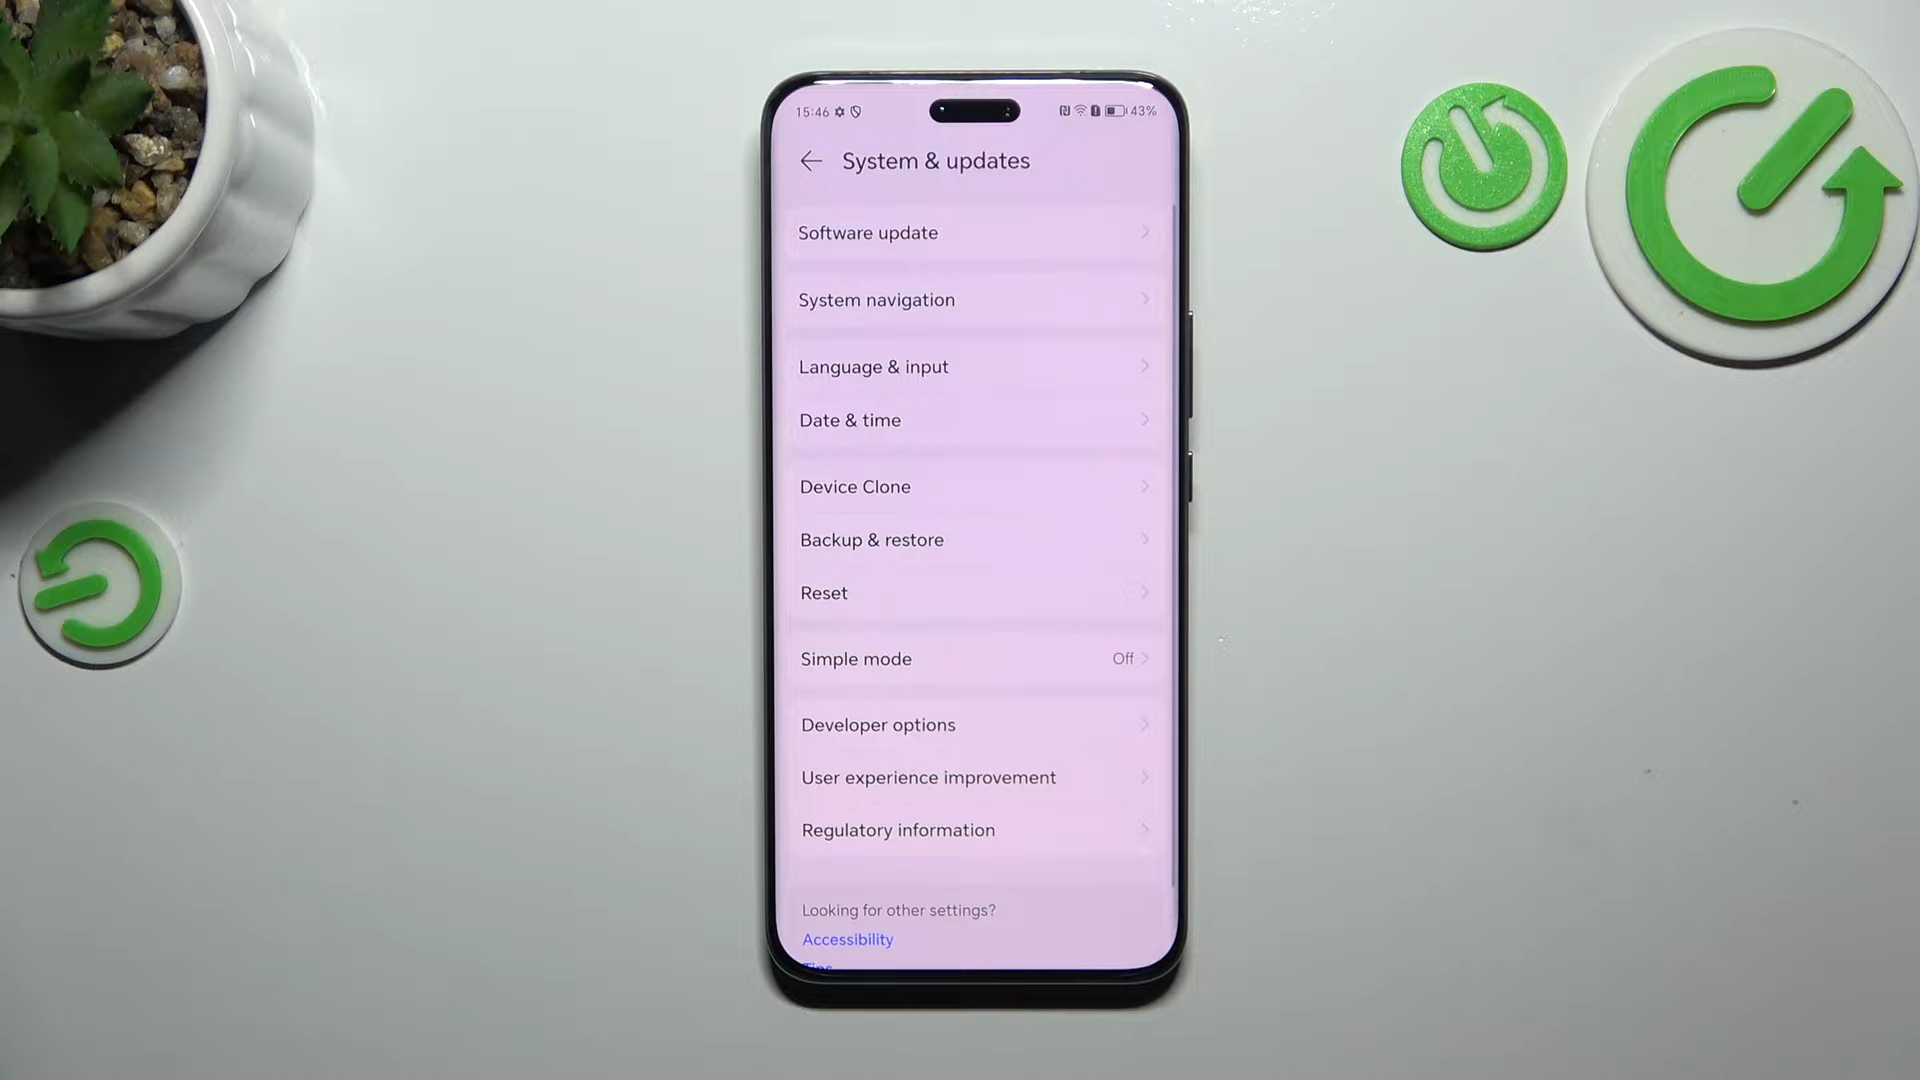 15:46 43%
System & updates
Software update
System navigation
Language & input
Date & time
Device Clone
Backup & restore
Reset
Simple mode Off
Developer options
User experience improvement
Regulatory information
Looking for other settings?
Accessibility
Tips